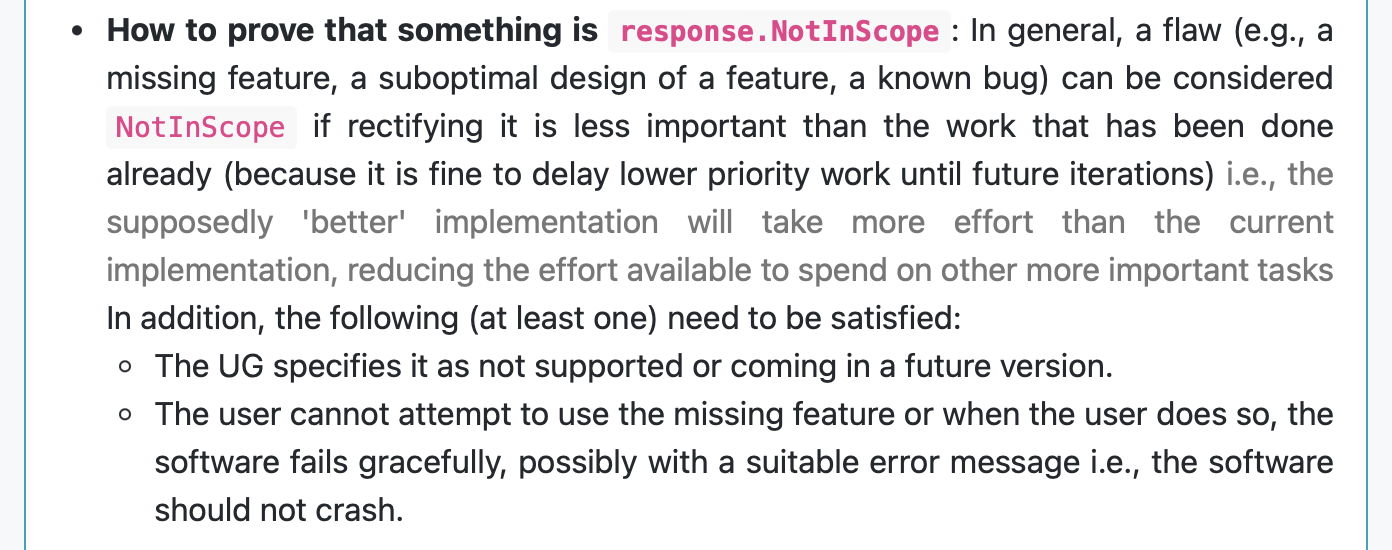 • How to prove that something is response.NotInScope: In general, a flaw (e.g., a
missing feature, a suboptimal design of a feature, a known bug) can be considered
NotInScope if rectifying it is less important than the work that has been done
already (because it is fine to delay lower priority work until future iterations) i.e., the
supposedly 'better' implementation will take more effort than the current
implementation, reducing the effort available to spend on other more important tasks
In addition, the following (at least one) need to be satisfied:
◦ The UG specifies it as not supported or coming in a future version.
◦ The user cannot attempt to use the missing feature or when the user does so, the
software fails gracefully, possibly with a suitable error message i.e., the software
should not crash.